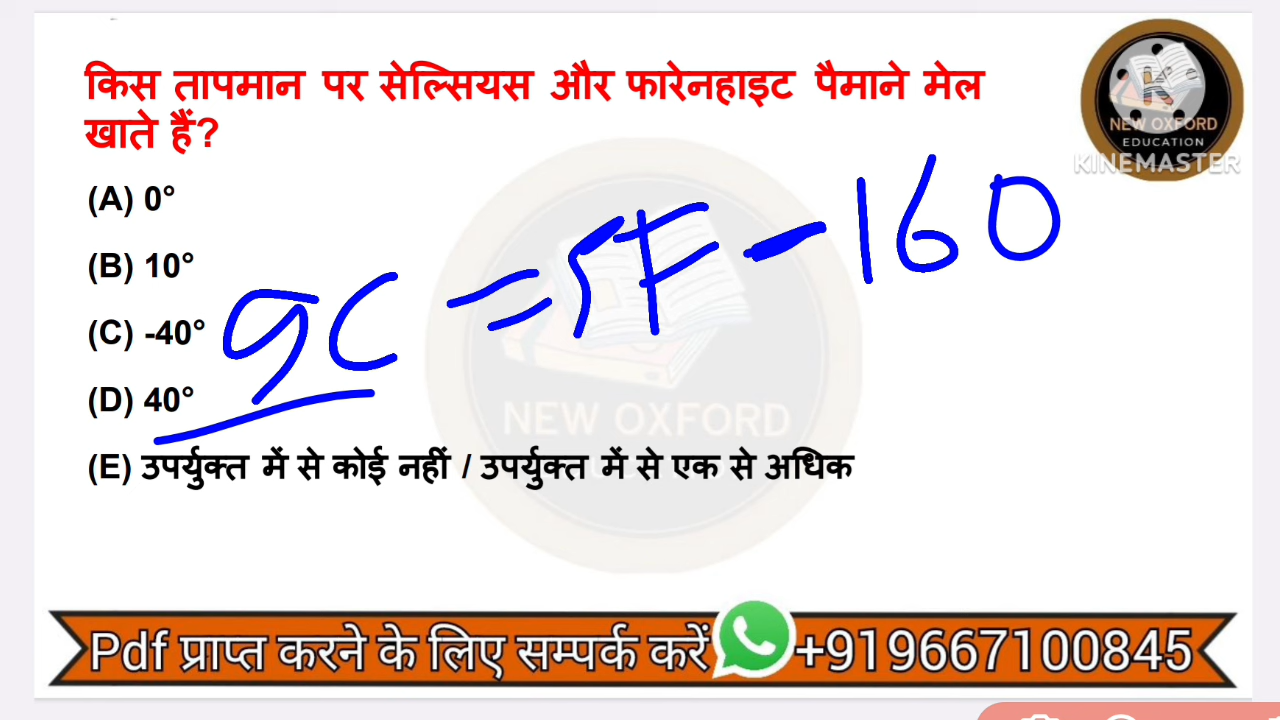 किस तापमान पर सेल्सियस और फारेनहाइट पैमाने मेल
खाते हैं?
NEW OXFORD
EDUCATION
KINEMASTER
(A) 0°
(B) 10°
(C) -40°
(D) 40°
9C = 5F - 160
NEW OXFORD
(E) उपर्युक्त में से कोई नहीं / उपर्युक्त में से एक से अधिक
Pdf प्राप्त करने के लिए सम्पर्क करें +919667100845